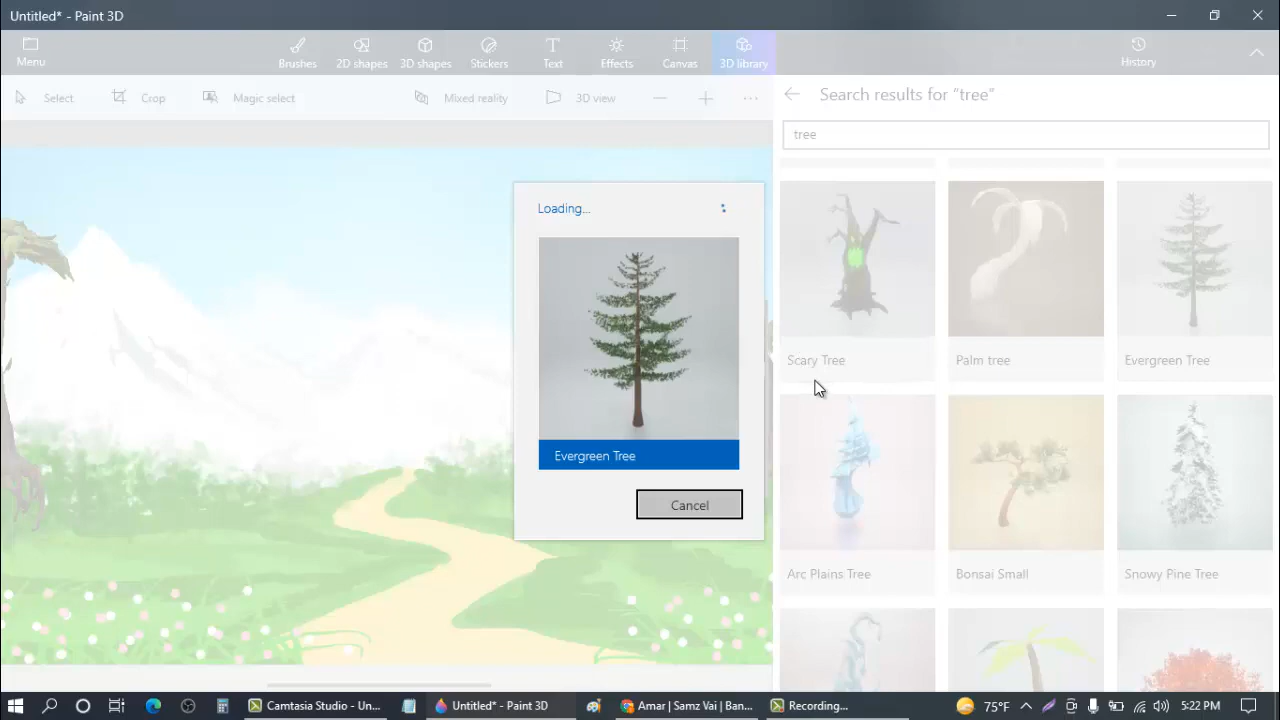 Untitled* - Paint 3D
Menu
Brushes
2D shapes
3D shapes
Stickers
Text
Effects
Canvas
3D library
History
Select
Crop
Magic select
Mixed reality
3D view
Search results for “tree”
tree
Loading...
Evergreen Tree
Cancel
Scary Tree
Palm tree
Evergreen Tree
Arc Plains Tree
Bonsai Small
Snowy Pine Tree
Camtasia Studio - Un...
Untitled* - Paint 3D
Amar | Samz Vai | Ban...
Recording...
75°F
5:22 PM